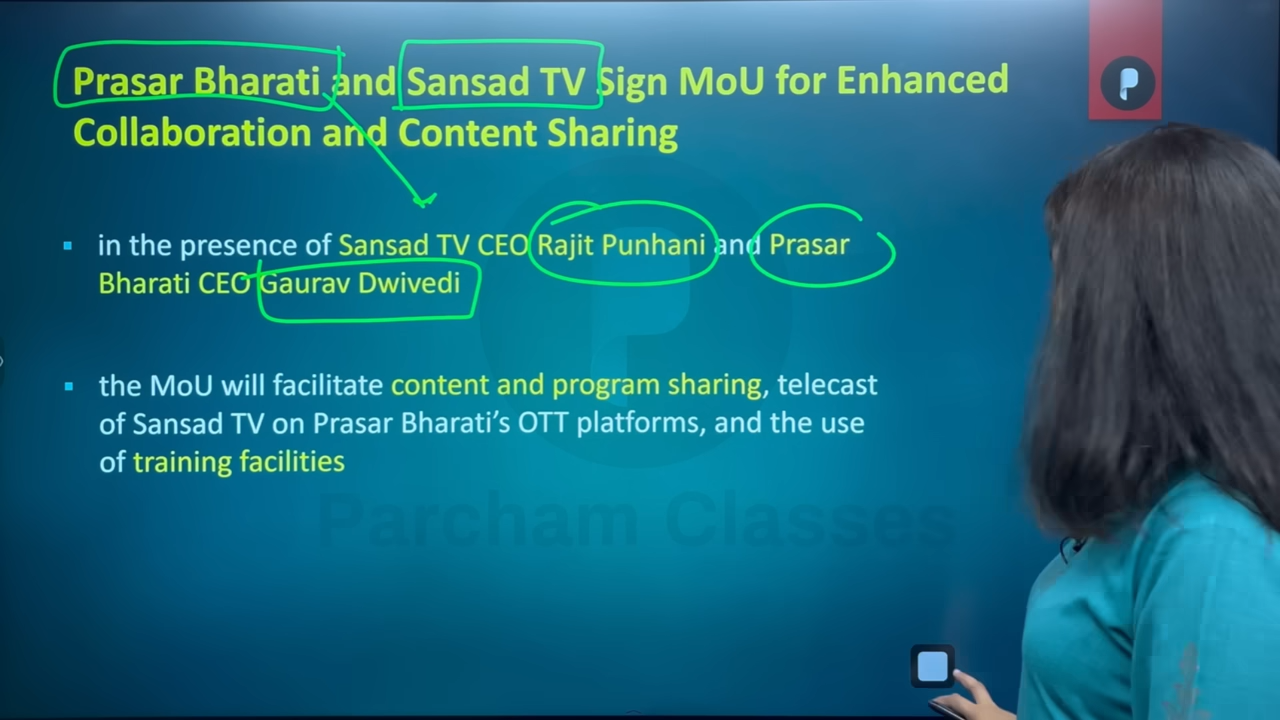 Prasar Bharati and Sansad TV Sign MoU for Enhanced
Collaboration and Content Sharing
▪ in the presence of Sansad TV CEO Rajit Punhani and Prasar
Bharati CEO Gaurav Dwivedi
▪ the MoU will facilitate content and program sharing, telecast
of Sansad TV on Prasar Bharati’s OTT platforms, and the use
of training facilities
Parcham Classes